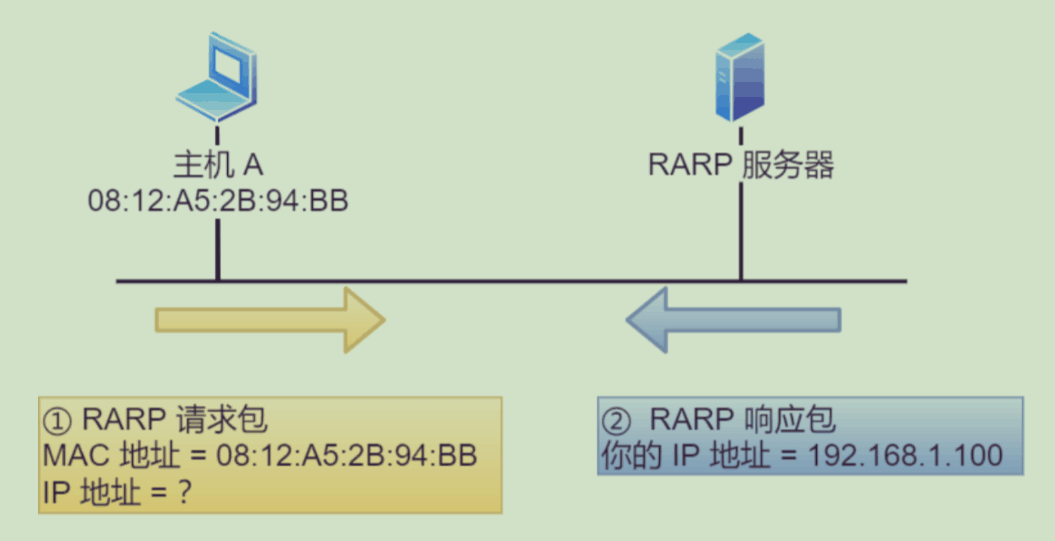 主机 A
08:12:A5:2B:94:BB
RARP 服务器
① RARP 请求包
MAC 地址 = 08:12:A5:2B:94:BB
IP 地址 = ?
② RARP 响应包
你的 IP 地址 = 192.168.1.100